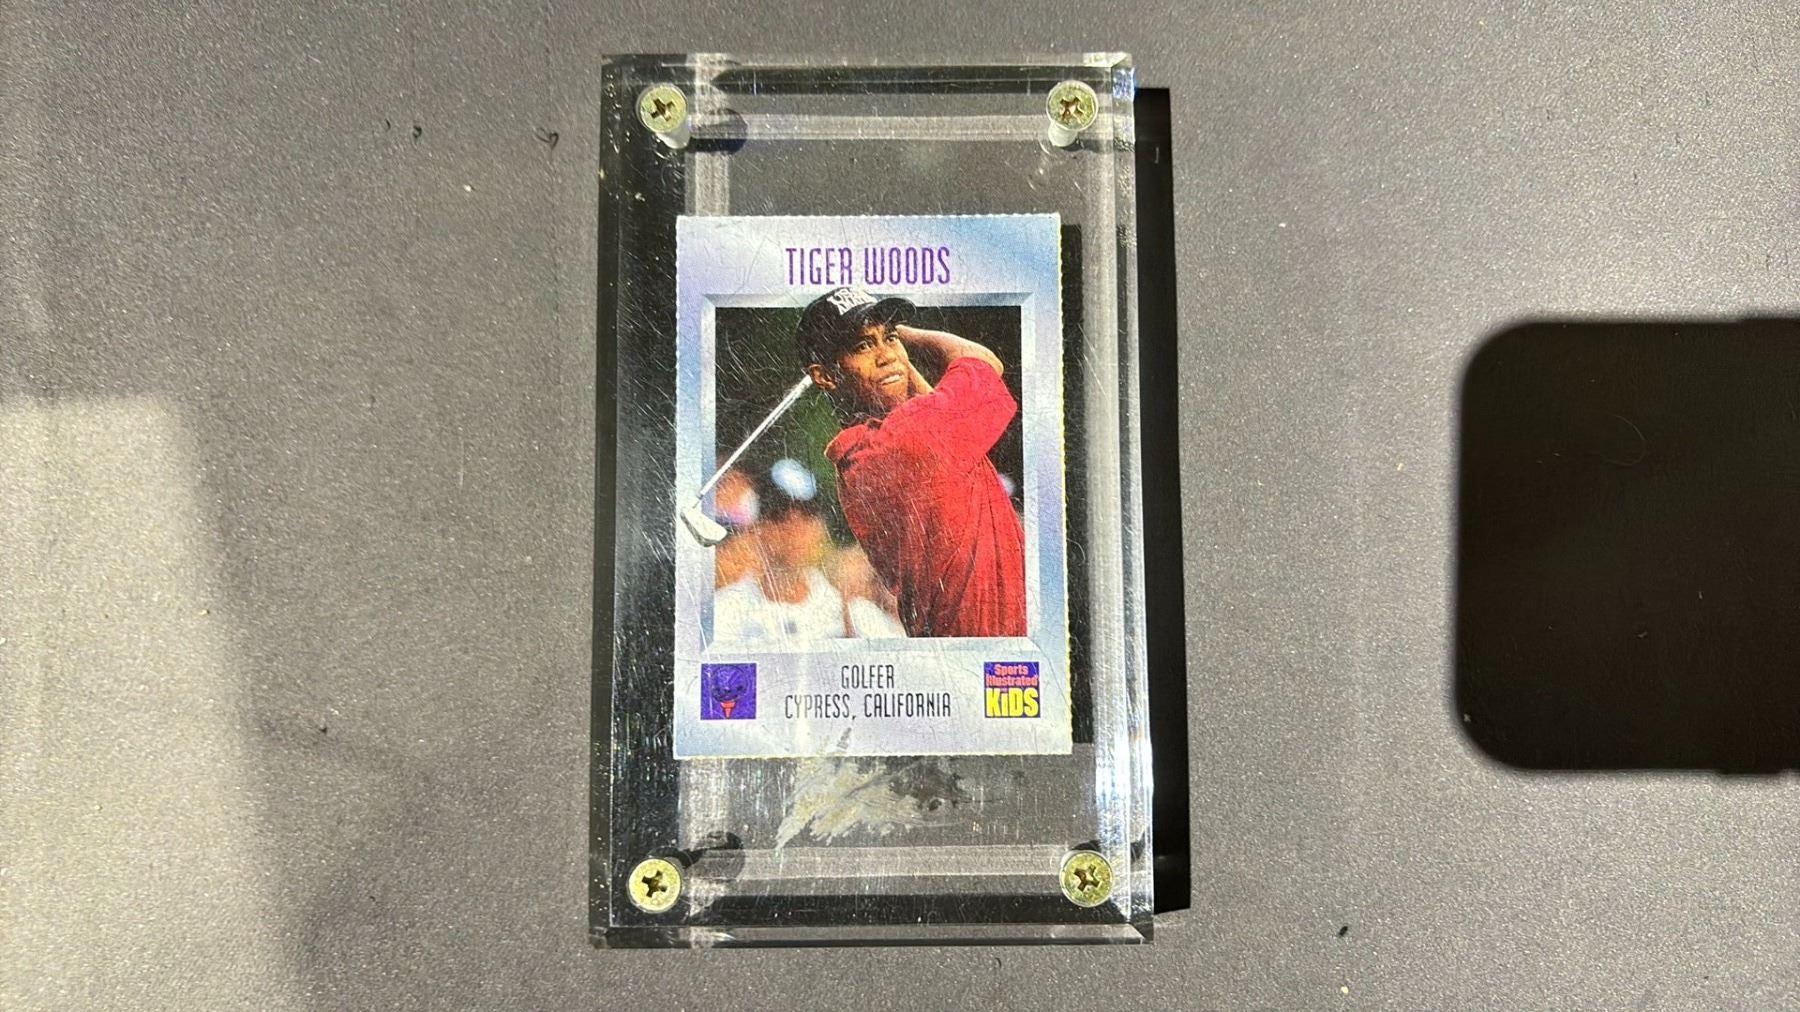 TIGER WOODS
GOLFER
CYPRESS, CALIFORNIA
Sports
Illustrated
KiDS